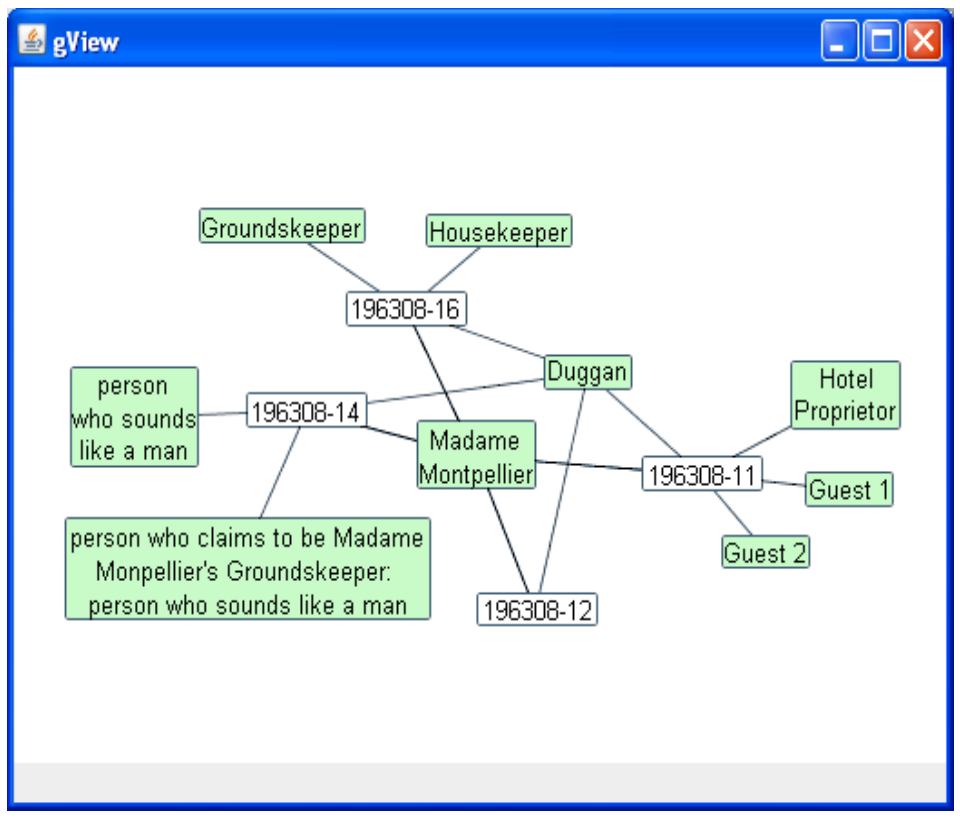 gView
Groundskeeper
Housekeeper
196308-16
Duggan
person
who sounds
like a man
196308-14
Hotel
Proprietor
Madame
Montpellier
196308-11
Guest 1
person who claims to be Madame
Monpellier's Groundskeeper:
person who sounds like a man
Guest 2
196308-12